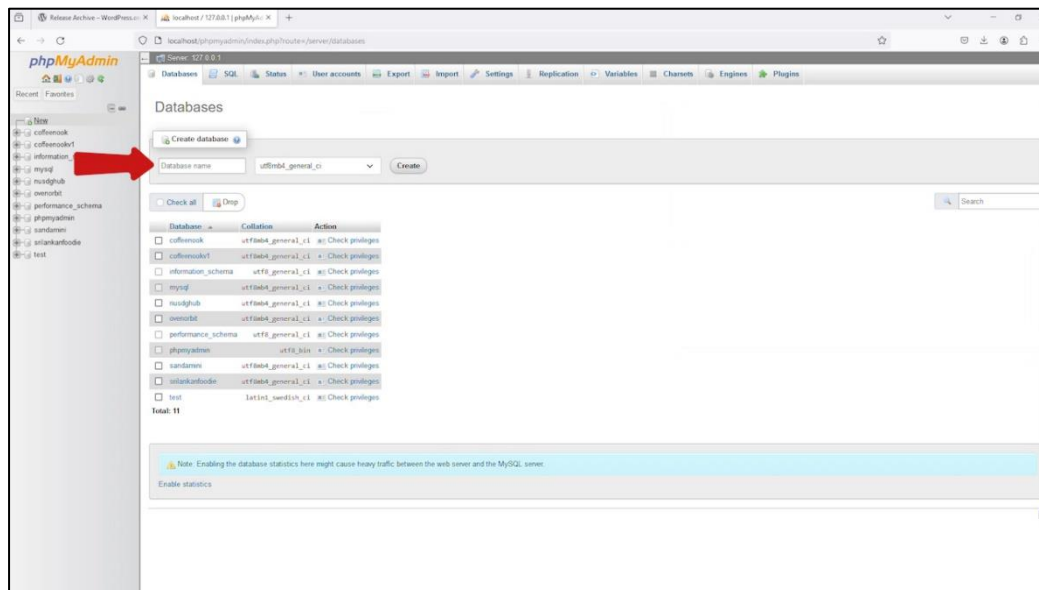 Release Archive – WordPress.or
localhost / 127.0.0.1 | phpMyAd
localhost/phpmyadmin/index.php?route=/server/databases
phpMyAdmin
Recent Favorites
New
coffeenook
coffeenookv1
information_
mysql
nusdghub
ovenorbit
performance_schema
phpmyadmin
sandamini
srilankanfoodie
test
Server: 127.0.0.1
Databases SQL Status User accounts Export Import Settings Replication Variables Charsets Engines Plugins
Databases
Create database
Database name utf8mb4_general_ci Create
Check all Drop Search
Database Collation Action
coffeenook utf8mb4_general_ci Check privileges
coffeenookv1 utf8mb4_general_ci Check privileges
information_schema utf8_general_ci Check privileges
mysql utf8mb4_general_ci Check privileges
nusdghub utf8mb4_general_ci Check privileges
ovenorbit utf8mb4_general_ci Check privileges
performance_schema utf8_general_ci Check privileges
phpmyadmin utf8_bin Check privileges
sandamini utf8mb4_general_ci Check privileges
srilankanfoodie utf8mb4_general_ci Check privileges
test latin1_swedish_ci Check privileges
Total: 11
Note: Enabling the database statistics here might cause heavy traffic between the web server and the MySQL server.
Enable statistics